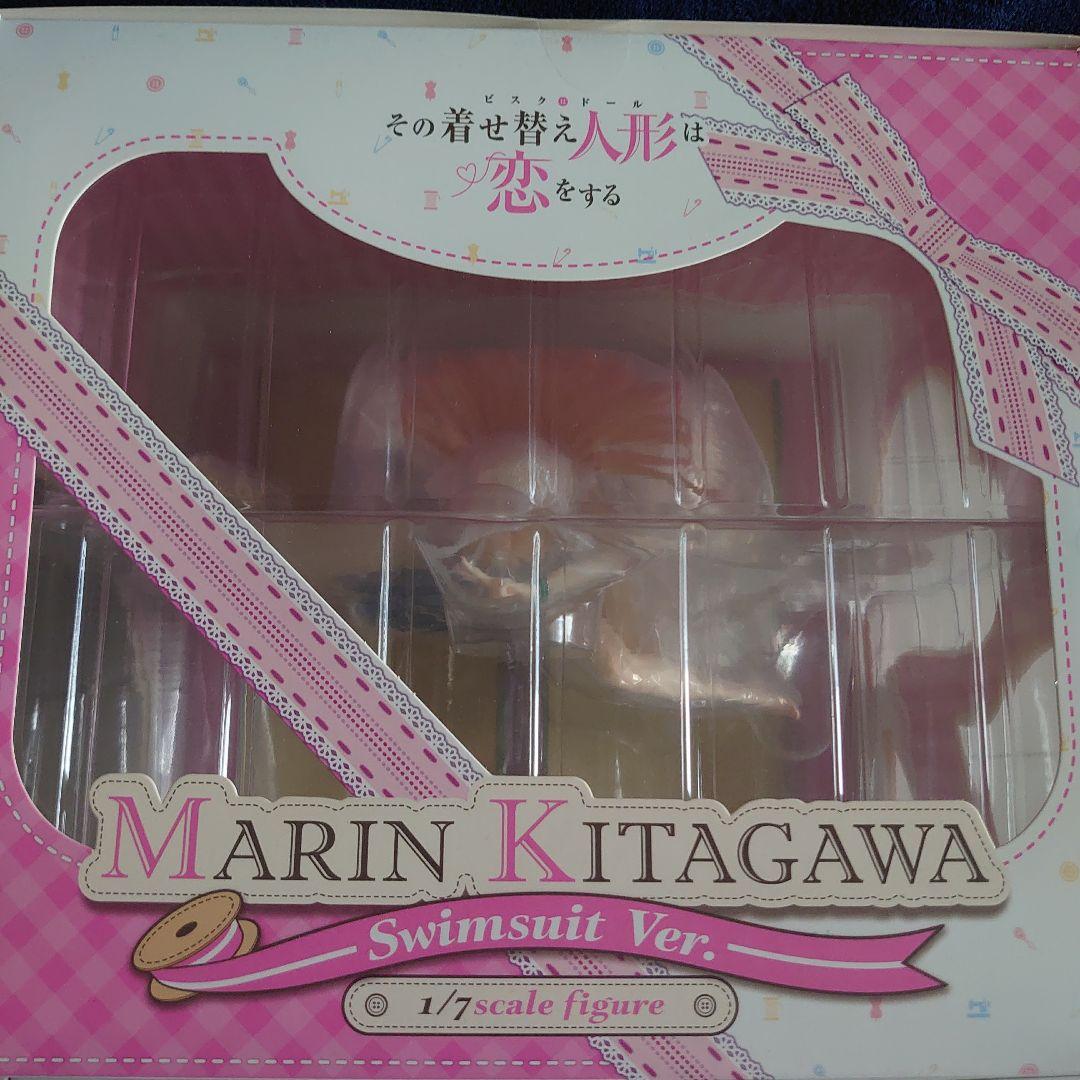 ビスク・ドール
その着せ替え人形は
恋をする
MARIN KITAGAWA
Swimsuit Ver.
1/7scale figure